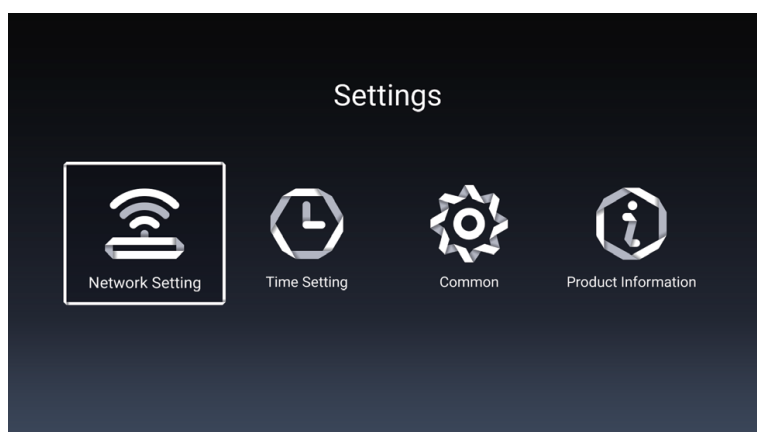 Settings
Network Setting
Time Setting
Common
Product Information